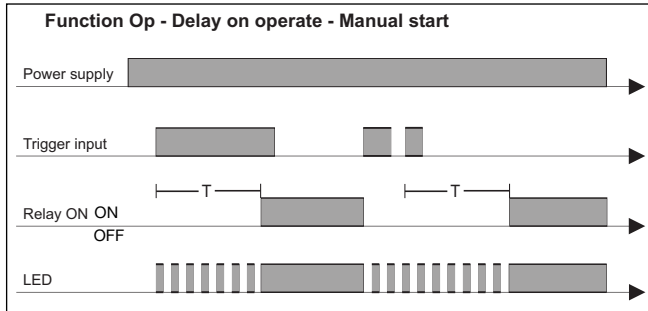 Function Op - Delay on operate - Manual start
Power supply
Trigger input
T T
Relay ON ON
OFF
LED